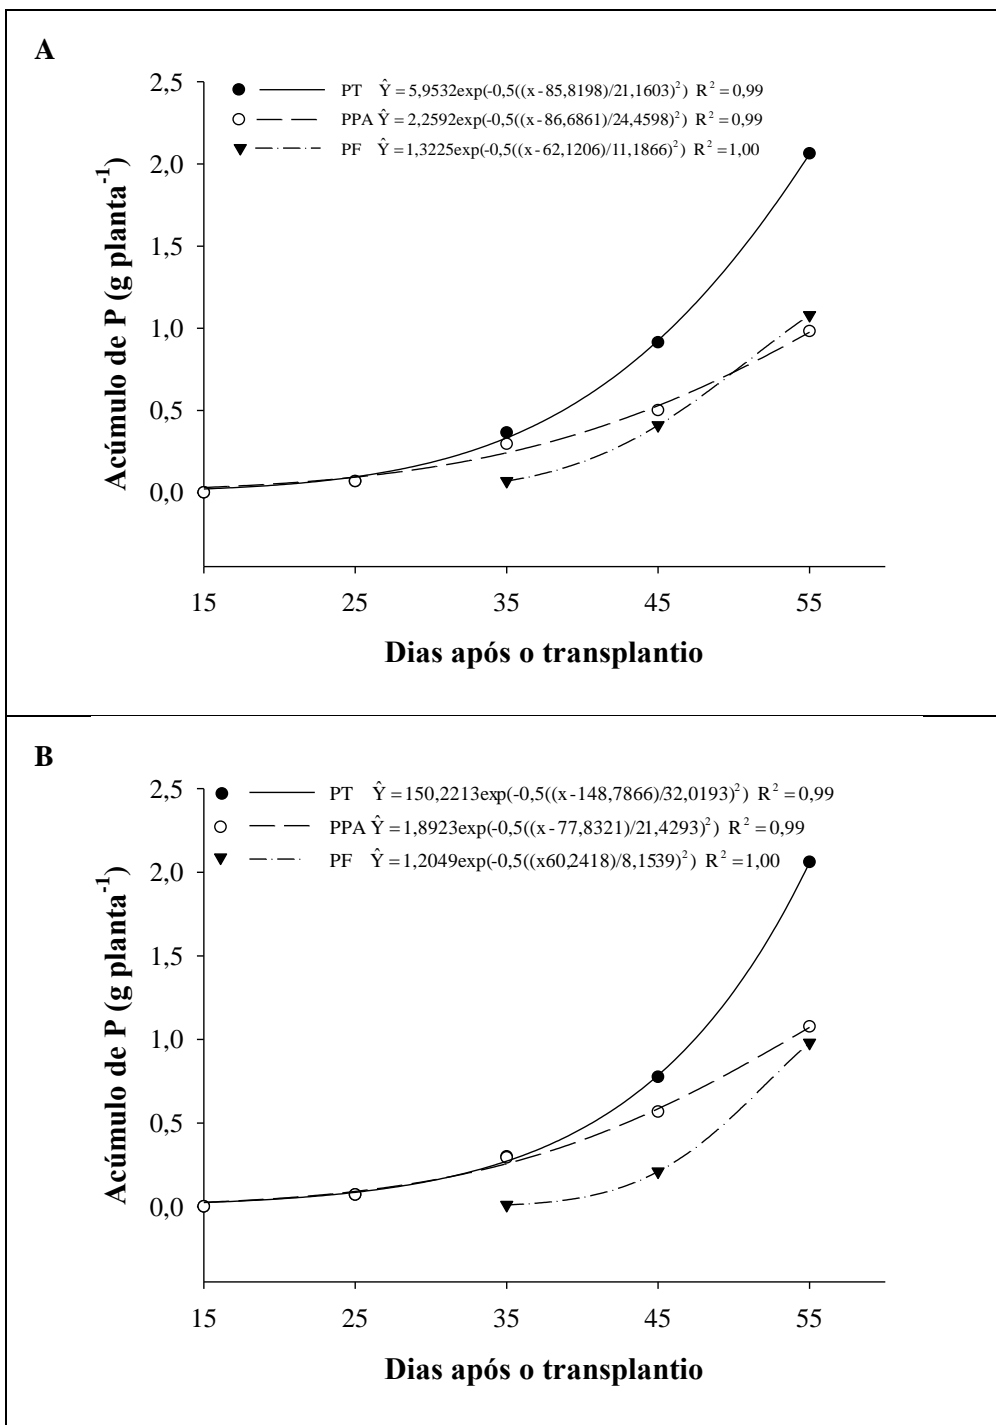 A
2,5
PT Ŷ = 5,9532exp(-0,5((x-85,8198)/21,1603)²) R² = 0,99
PPA Ŷ = 2,2592exp(-0,5((x-86,6861)/24,4598)²) R² = 0,99
PF Ŷ = 1,3225exp(-0,5((x-62,1206)/11,1866)²) R² = 1,00
2,0
1,5
1,0
0,5
0,0
Acúmulo de P (g planta⁻¹)
15 25 35 45 55
Dias após o transplantio
B
2,5
PT Ŷ = 150,2213exp(-0,5((x-148,7866)/32,0193)²) R² = 0,99
PPA Ŷ = 1,8923exp(-0,5((x-77,8321)/21,4293)²) R² = 0,99
PF Ŷ = 1,2049exp(-0,5((x60,2418)/8,1539)²) R² = 1,00
2,0
1,5
1,0
0,5
0,0
Acúmulo de P (g planta⁻¹)
15 25 35 45 55
Dias após o transplantio